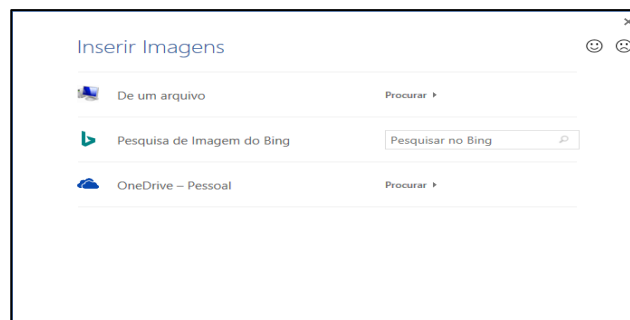 Inserir Imagens
De um arquivo Procurar
Pesquisa de Imagem do Bing Pesquisar no Bing
OneDrive – Pessoal Procurar